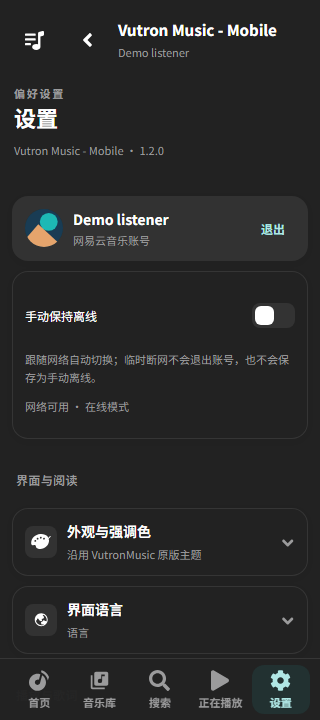 Vutron Music - Mobile
Demo listener
偏好设置
设置
Vutron Music - Mobile · 1.2.0
Demo listener
网易云音乐账号
退出
手动保持离线
跟随网络自动切换；临时断网不会退出账号，也不会保
存为手动离线。
网络可用 · 在线模式
界面与阅读
外观与强调色
沿用 VutronMusic 原版主题
界面语言
语言
首页
音乐库
搜索
正在播放
设置